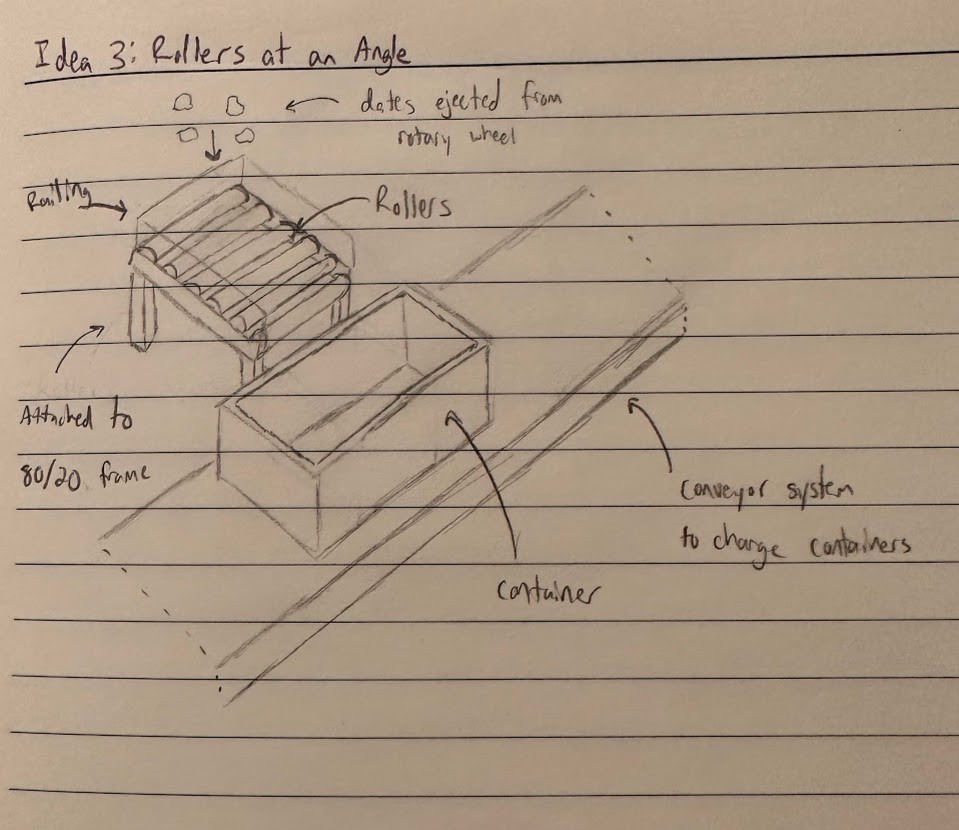 Idea 3: Rollers at an Angle
dates ejected from
rotary wheel
Railing
Rollers
Attached to
80/20 frame
conveyor system
to change containers
container